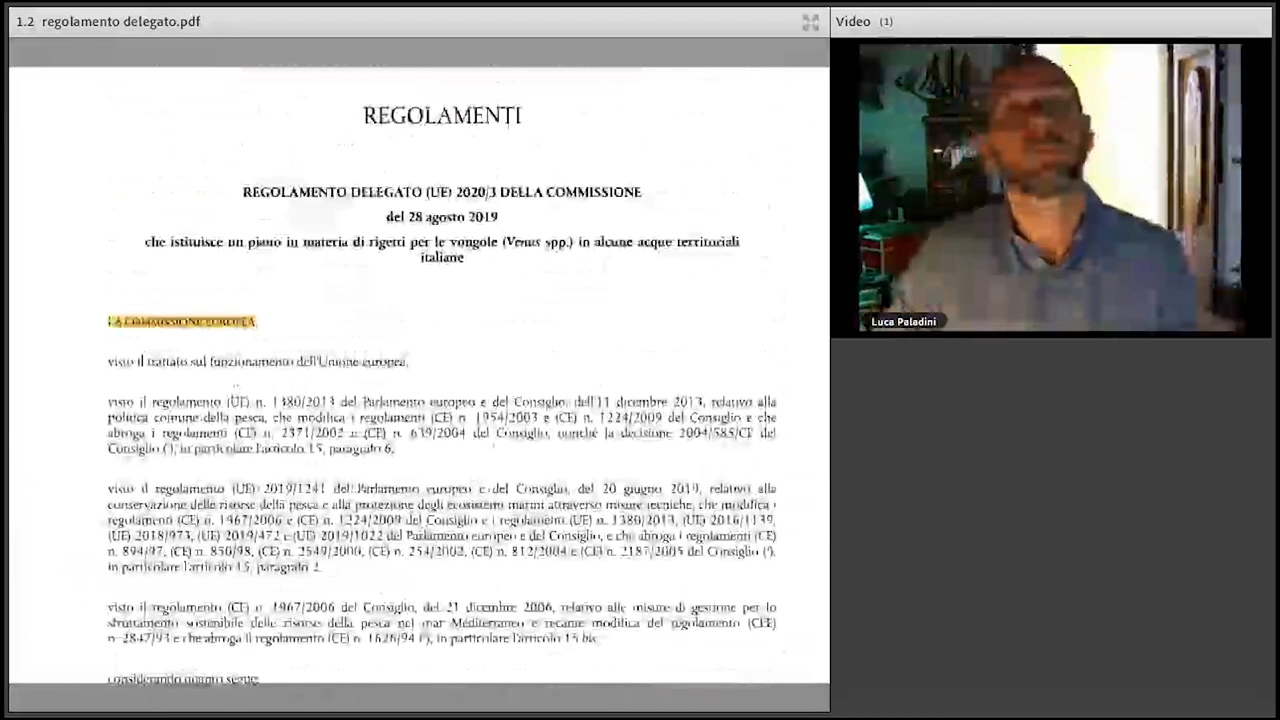 1.2 regolamento delegato.pdf
Video (1)
REGOLAMENTI
REGOLAMENTO DELEGATO (UE) 2020/3 DELLA COMMISSIONE
del 28 agosto 2019
che istituisce un piano in materia di rigetti per le vongole (Venus spp.) in alcune acque territoriali
italiane
LA COMMISSIONE EUROPEA
Luca Paladini
visto il trattato sul funzionamento dell'Unione europea,
visto il regolamento (UE) n. 1380/2013 del Parlamento europeo e del Consiglio, dell'11 dicembre 2013, relativo alla
politica comune della pesca, che modifica i regolamenti (CE) n. 1954/2003 e (CE) n. 1224/2009 del Consiglio e che
abroga i regolamenti (CE) n. 2371/2002 e (CE) n. 639/2004 del Consiglio, nonché la decisione 2004/585/CE del
Consiglio (¹), in particolare l'articolo 15, paragrafo 6,
visto il regolamento (UE) 2019/1241 del Parlamento europeo e del Consiglio, del 20 giugno 2019, relativo alla
conservazione delle risorse della pesca e alla protezione degli ecosistemi marini attraverso misure tecniche, che modifica i
regolamenti (CE) n. 1967/2006 e (CE) n. 1224/2009 del Consiglio e i regolamenti (UE) n. 1380/2013, (UE) 2016/1139,
(UE) 2018/973, (UE) 2019/472 e (UE) 2019/1022 del Parlamento europeo e del Consiglio, e che abroga i regolamenti (CE)
n. 894/97, (CE) n. 850/98, (CE) n. 2549/2000, (CE) n. 254/2002, (CE) n. 812/2004 e (CE) n. 2187/2005 del Consiglio (²),
in particolare l'articolo 15, paragrafo 2,
visto il regolamento (CE) n. 1967/2006 del Consiglio, del 21 dicembre 2006, relativo alle misure di gestione per lo
sfruttamento sostenibile delle risorse della pesca nel mar Mediterraneo e recante modifica del regolamento (CEE)
n. 2847/93 e che abroga il regolamento (CE) n. 1626/94 (³), in particolare l'articolo 15 bis,
considerando quanto segue: